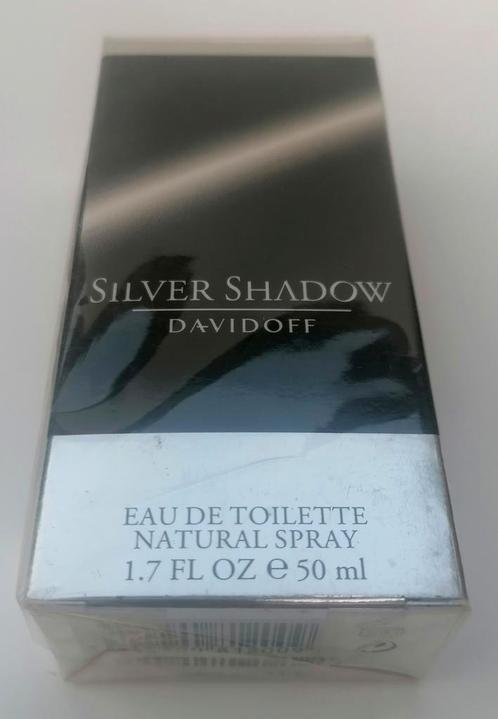 SILVER SHADOW
DAVIDOFF
EAU DE TOILETTE
NATURAL SPRAY
1.7 FL OZ e 50 ml